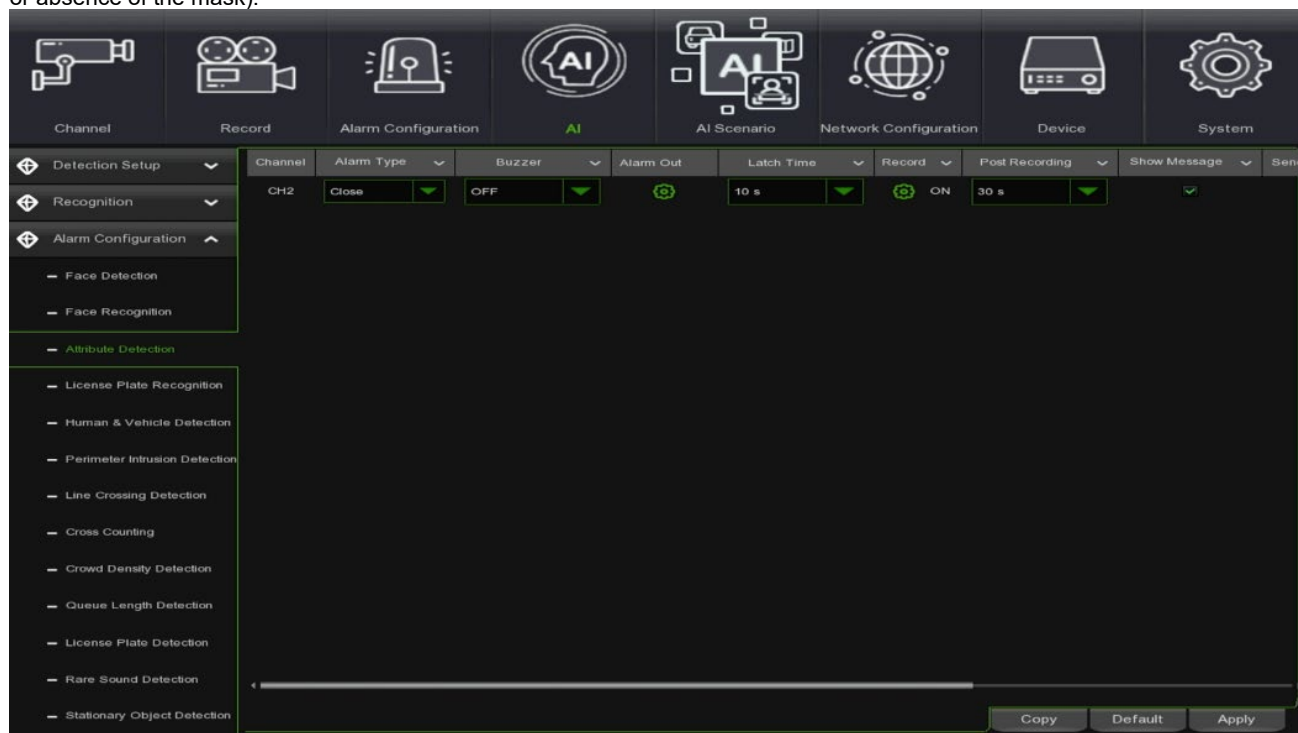 or absence of the mask).
AI
AI
Channel Record Alarm Configuration AI AI Scenario Network Configuration Device System
Detection Setup
Channel Alarm Type Buzzer Alarm Out Latch Time Record Post Recording Show Message Sen
CH2 Close OFF 10 s ON 30 s
Recognition
Alarm Configuration
Face Detection
Face Recognition
Attribute Detection
License Plate Recognition
Human & Vehicle Detection
Perimeter Intrusion Detection
Line Crossing Detection
Cross Counting
Crowd Density Detection
Queue Length Detection
License Plate Detection
Rare Sound Detection
Stationary Object Detection
Copy Default Apply